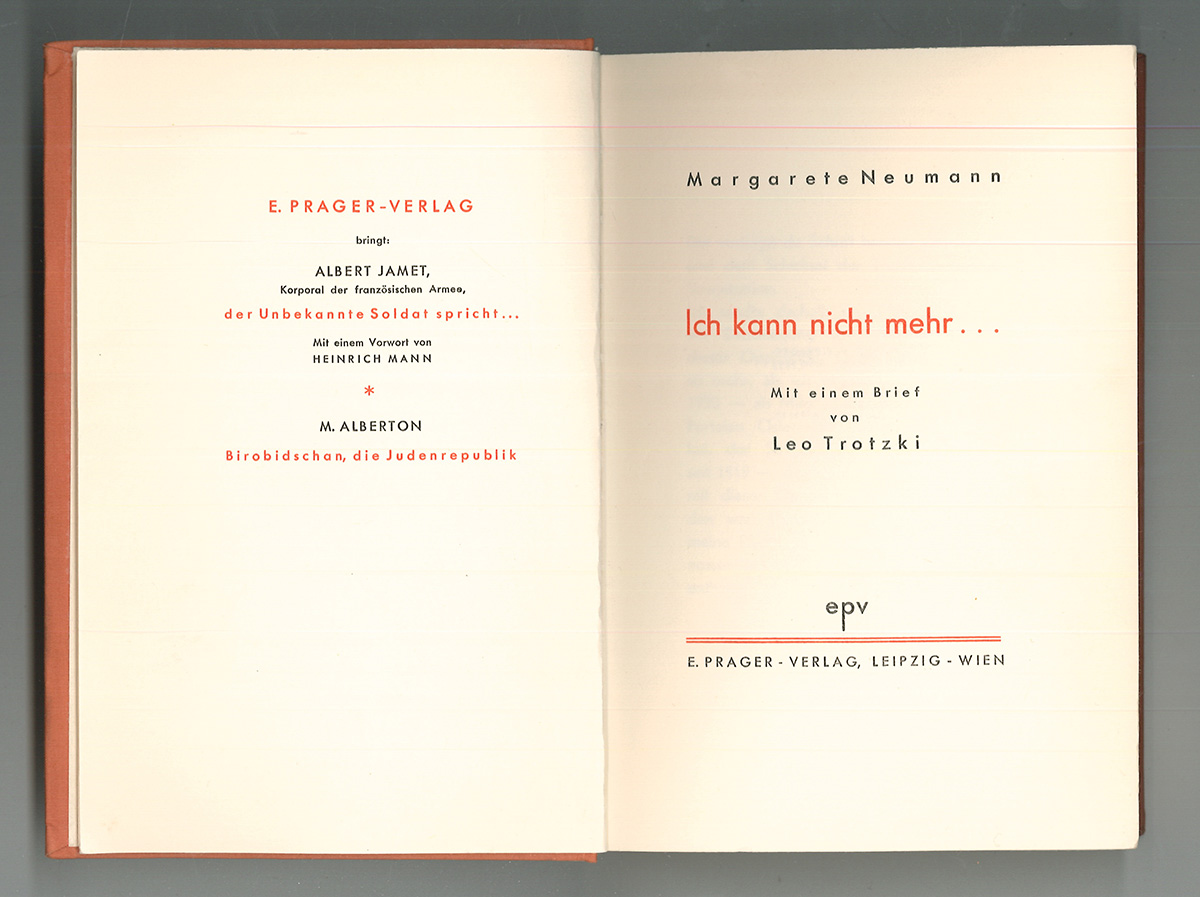 E. PRAGER-VERLAG
bringt:
ALBERT JAMET,
Korporal der französischen Armee,
der Unbekannte Soldat spricht...
Mit einem Vorwort von
HEINRICH MANN
*
M. ALBERTON
Birobidschan, die Judenrepublik
Margarete Neumann
Ich kann nicht mehr...
Mit einem Brief
von
Leo Trotzki
epv
E. PRAGER - VERLAG, LEIPZIG - WIEN